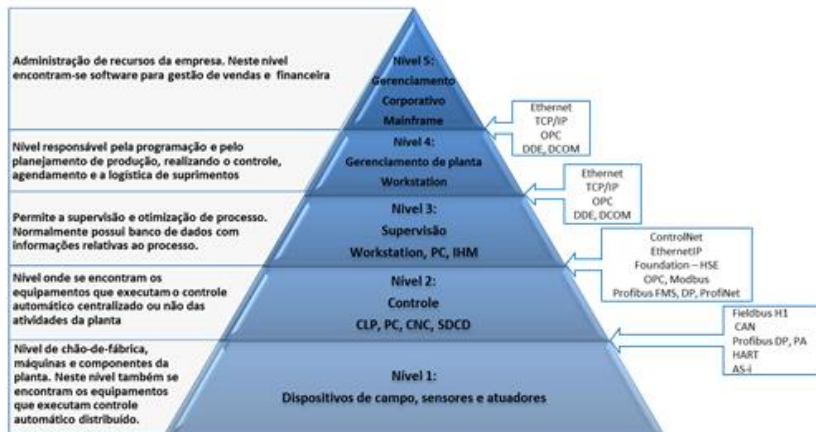 Administração de recursos da empresa. Neste nível
encontram-se software para gestão de vendas e financeira
Nível 5:
Gerenciamento
Corporativo
Mainframe
Ethernet
TCP/IP
OPC
DDE, DCOM
Nível responsável pela programação e pelo
planejamento de produção, realizando o controle,
agendamento e a logística de suprimentos
Nível 4:
Gerenciamento de planta
Workstation
Ethernet
TCP/IP
OPC
DDE, DCOM
Permite a supervisão e otimização de processo.
Normalmente possui banco de dados com
informações relativas ao processo.
Nível 3:
Supervisão
Workstation, PC, IHM
ControlNet
EthernetIP
Foundation – HSE
OPC, Modbus
Profibus FMS, DP, ProfiNet
Nível onde se encontram os
equipamentos que executam o controle
automático centralizado ou não das
atividades da planta
Nível 2:
Controle
CLP, PC, CNC, SDCD
Fieldbus H1
CAN
Profibus DP, PA
HART
AS-i
Nível de chão-de-fábrica,
máquinas e componentes da
planta. Neste nível também se
encontram os equipamentos
que executam controle
automático distribuído.
Nível 1:
Dispositivos de campo, sensores e atuadores